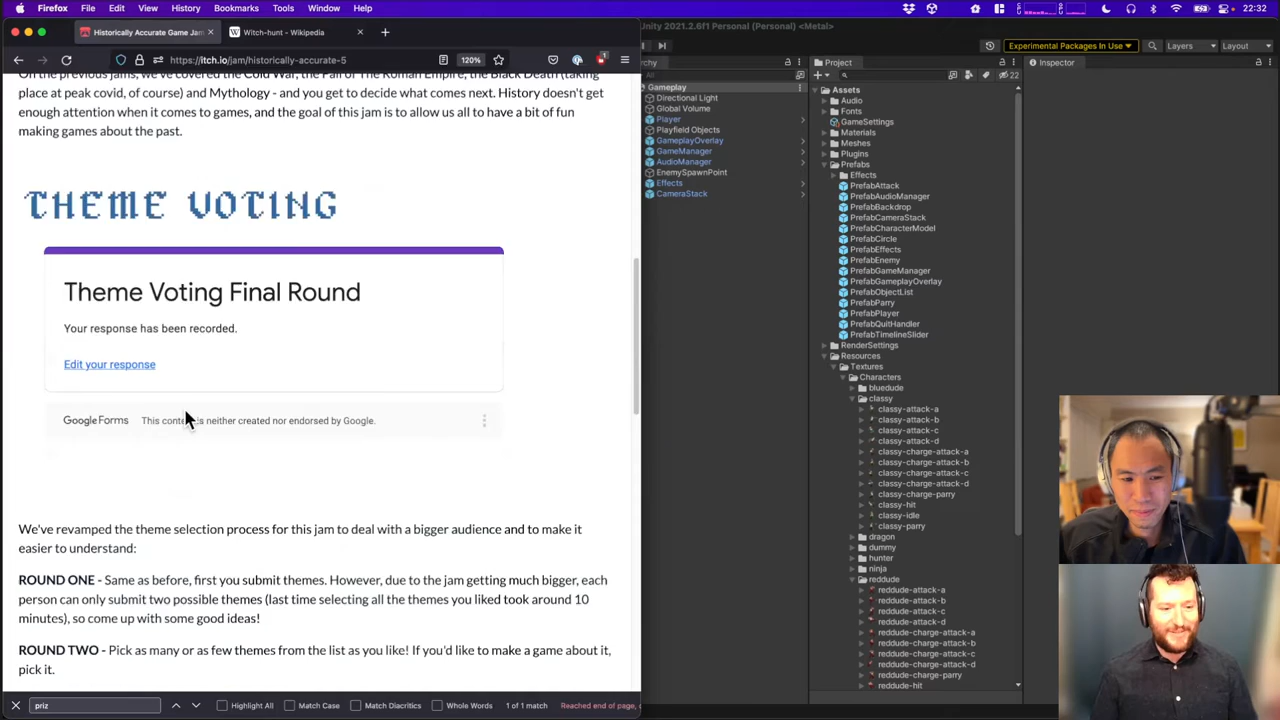 Firefox File Edit View History Bookmarks Tools Window Help 22:32
Historically Accurate Game Jam
Witch-hunt - Wikipedia
https://itch.io/jam/historically-accurate-5
120%
On the previous jams, we've covered the Cold War, the Fall of The Roman Empire, the Black Death (taking
place at peak covid, of course) and Mythology - and you get to decide what comes next. History doesn't get
enough attention when it comes to games, and the goal of this jam is to allow us all to have a bit of fun
making games about the past.
THEME VOTING
Theme Voting Final Round
Your response has been recorded.
Edit your response
Google Forms This content is neither created nor endorsed by Google.
We've revamped the theme selection process for this jam to deal with a bigger audience and to make it
easier to understand:
ROUND ONE - Same as before, first you submit themes. However, due to the jam getting much bigger, each
person can only submit two possible themes (last time selecting all the themes you liked took around 10
minutes), so come up with some good ideas!
ROUND TWO - Pick as many or as few themes from the list as you like! If you'd like to make a game about it,
pick it.
priz
Highlight All Match Case Match Diacritics Whole Words 1 of 1 match Reached end of page,
Unity 2021.2.6f1 Personal (Personal) <Metal>
Experimental Packages In Use
Layers
Layout
Gameplay
Directional Light
Global Volume
Player
Playfield Objects
GameplayOverlay
GameManager
AudioManager
EnemySpawnPoint
Effects
CameraStack
Project
22
Assets
Audio
Fonts
GameSettings
Materials
Meshes
Plugins
Prefabs
Effects
PrefabAttack
PrefabAudioManager
PrefabBackdrop
PrefabCameraStack
PrefabCharacterModel
PrefabCircle
PrefabEffects
PrefabEnemy
PrefabGameManager
PrefabGameplayOverlay
PrefabObjectList
PrefabParry
PrefabPlayer
PrefabQuitHandler
PrefabTimelineSlider
RenderSettings
Resources
Textures
Characters
bluedude
classy
classy-attack-a
classy-attack-b
classy-attack-c
classy-attack-d
classy-charge-attack-a
classy-charge-attack-b
classy-charge-attack-c
classy-charge-attack-d
classy-charge-parry
classy-hit
classy-idle
classy-parry
dragon
dummy
hunter
ninja
reddude
reddude-attack-a
reddude-attack-b
reddude-attack-c
reddude-attack-d
reddude-charge-attack-a
reddude-charge-attack-b
reddude-charge-attack-c
reddude-charge-attack-d
reddude-charge-parry
reddude-hit
Inspector